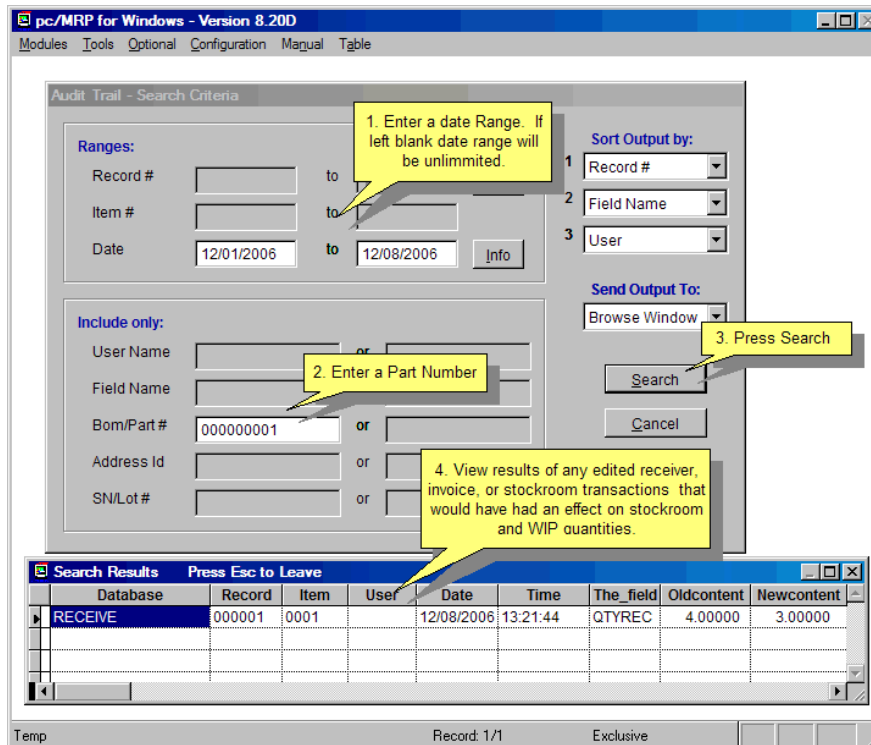 pc/MRP for Windows - Version 8.20D
Modules Tools Optional Configuration Manual Table
Audit Trail - Search Criteria
1. Enter a date Range. If
left blank date range will
be unlimmited.
Ranges:
Record # to
Item # to
Date 12/01/2006 to 12/08/2006 Info
Sort Output by:
1 Record #
2 Field Name
3 User
Send Output To:
Browse Window
3. Press Search
Search
Cancel
Include only:
User Name or
2. Enter a Part Number
Field Name
Bom/Part # 000000001 or
Address Id or
SN/Lot # or
4. View results of any edited receiver,
invoice, or stockroom transactions that
would have had an effect on stockroom
and WIP quantities.
Search Results Press Esc to Leave
Database Record Item User Date Time The_field Oldcontent Newcontent
RECEIVE 000001 0001 12/08/2006 13:21:44 QTYREC 4.00000 3.00000
Temp Record: 1/1 Exclusive